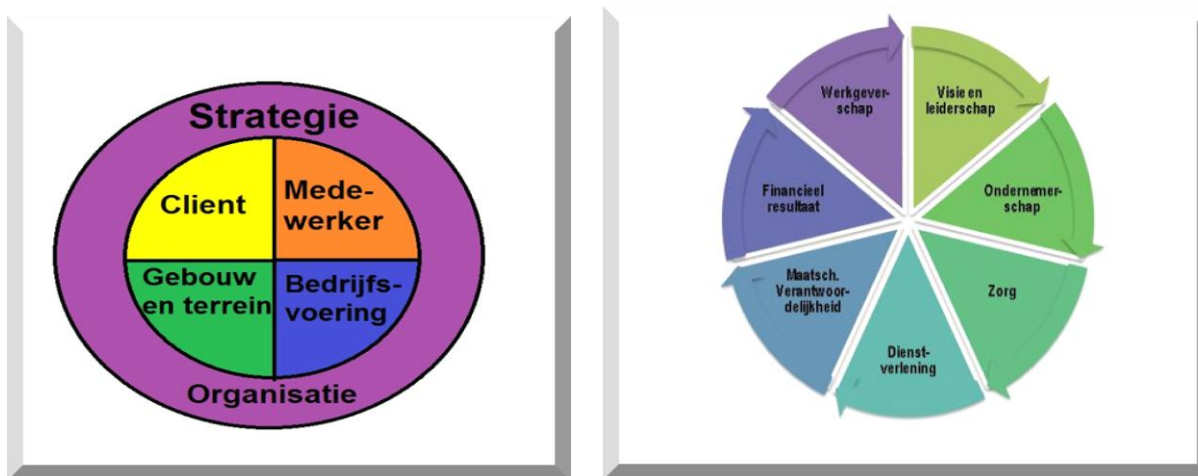 Strategie
Client
Mede-
werker
Gebouw
en terrein
Bedrijfs-
voering
Organisatie
Werkgever-
schap
Visie en
leiderschap
Financieel
resultaat
Ondernemer-
schap
Maatsch.
Verantwoor-
delijkheid
Zorg
Dienst-
verlening